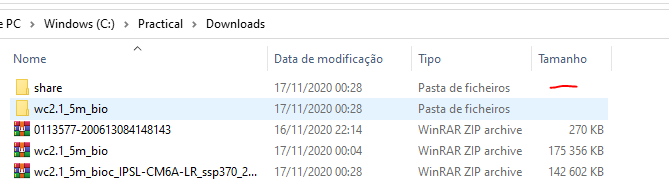 e PC > Windows (C:) > Practical > Downloads
Nome Data de modificação Tipo Tamanho
share 17/11/2020 00:28 Pasta de ficheiros
wc2.1_5m_bio 17/11/2020 00:28 Pasta de ficheiros
0113577-200613084148143 16/11/2020 22:14 WinRAR ZIP archive 270 KB
wc2.1_5m_bio 17/11/2020 00:04 WinRAR ZIP archive 175 356 KB
wc2.1_5m_bioc_IPSL-CM6A-LR_ssp370_2... 17/11/2020 00:28 WinRAR ZIP archive 142 602 KB